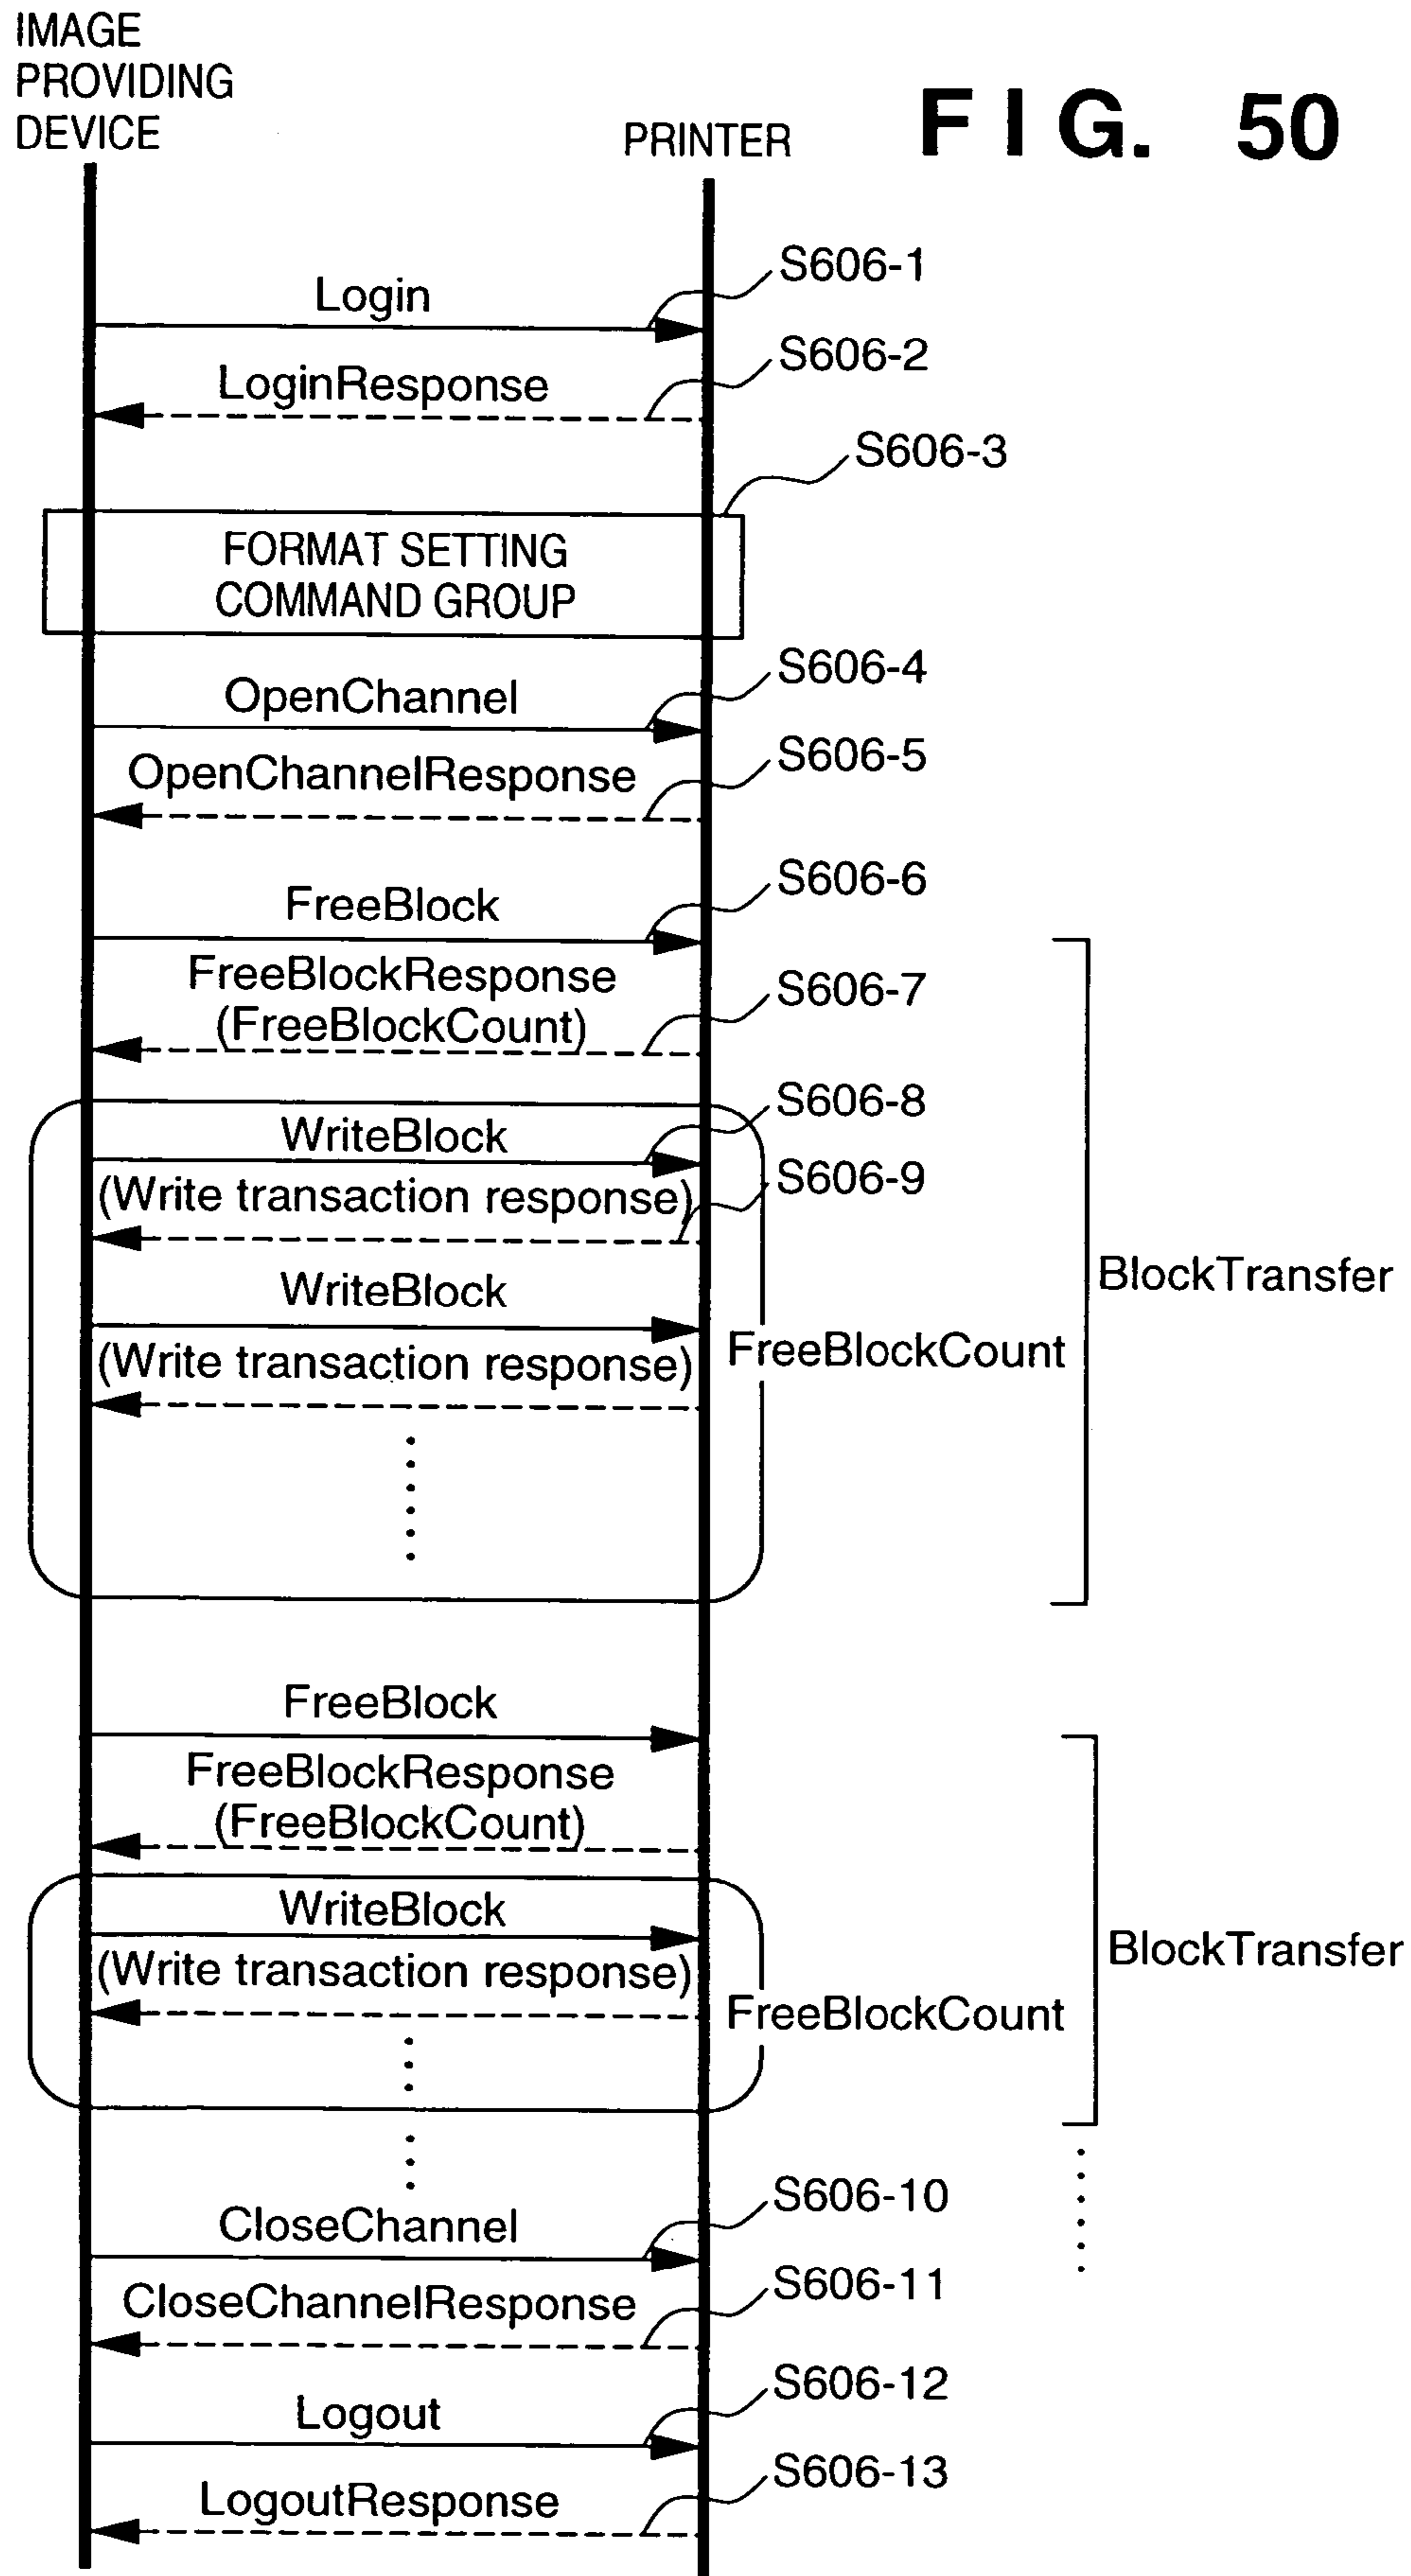 IMAGE
PROVIDING
DEVICE
PRINTER
FIG. 50
Login
S606-1
LoginResponse
S606-2
S606-3
FORMAT SETTING
COMMAND GROUP
OpenChannel
S606-4
OpenChannelResponse
S606-5
FreeBlock
S606-6
FreeBlockResponse
(FreeBlockCount)
S606-7
WriteBlock
S606-8
(Write transaction response)
S606-9
WriteBlock
(Write transaction response)
FreeBlockCount
BlockTransfer
FreeBlock
FreeBlockResponse
(FreeBlockCount)
WriteBlock
(Write transaction response)
FreeBlockCount
BlockTransfer
CloseChannel
S606-10
CloseChannelResponse
S606-11
Logout
S606-12
LogoutResponse
S606-13